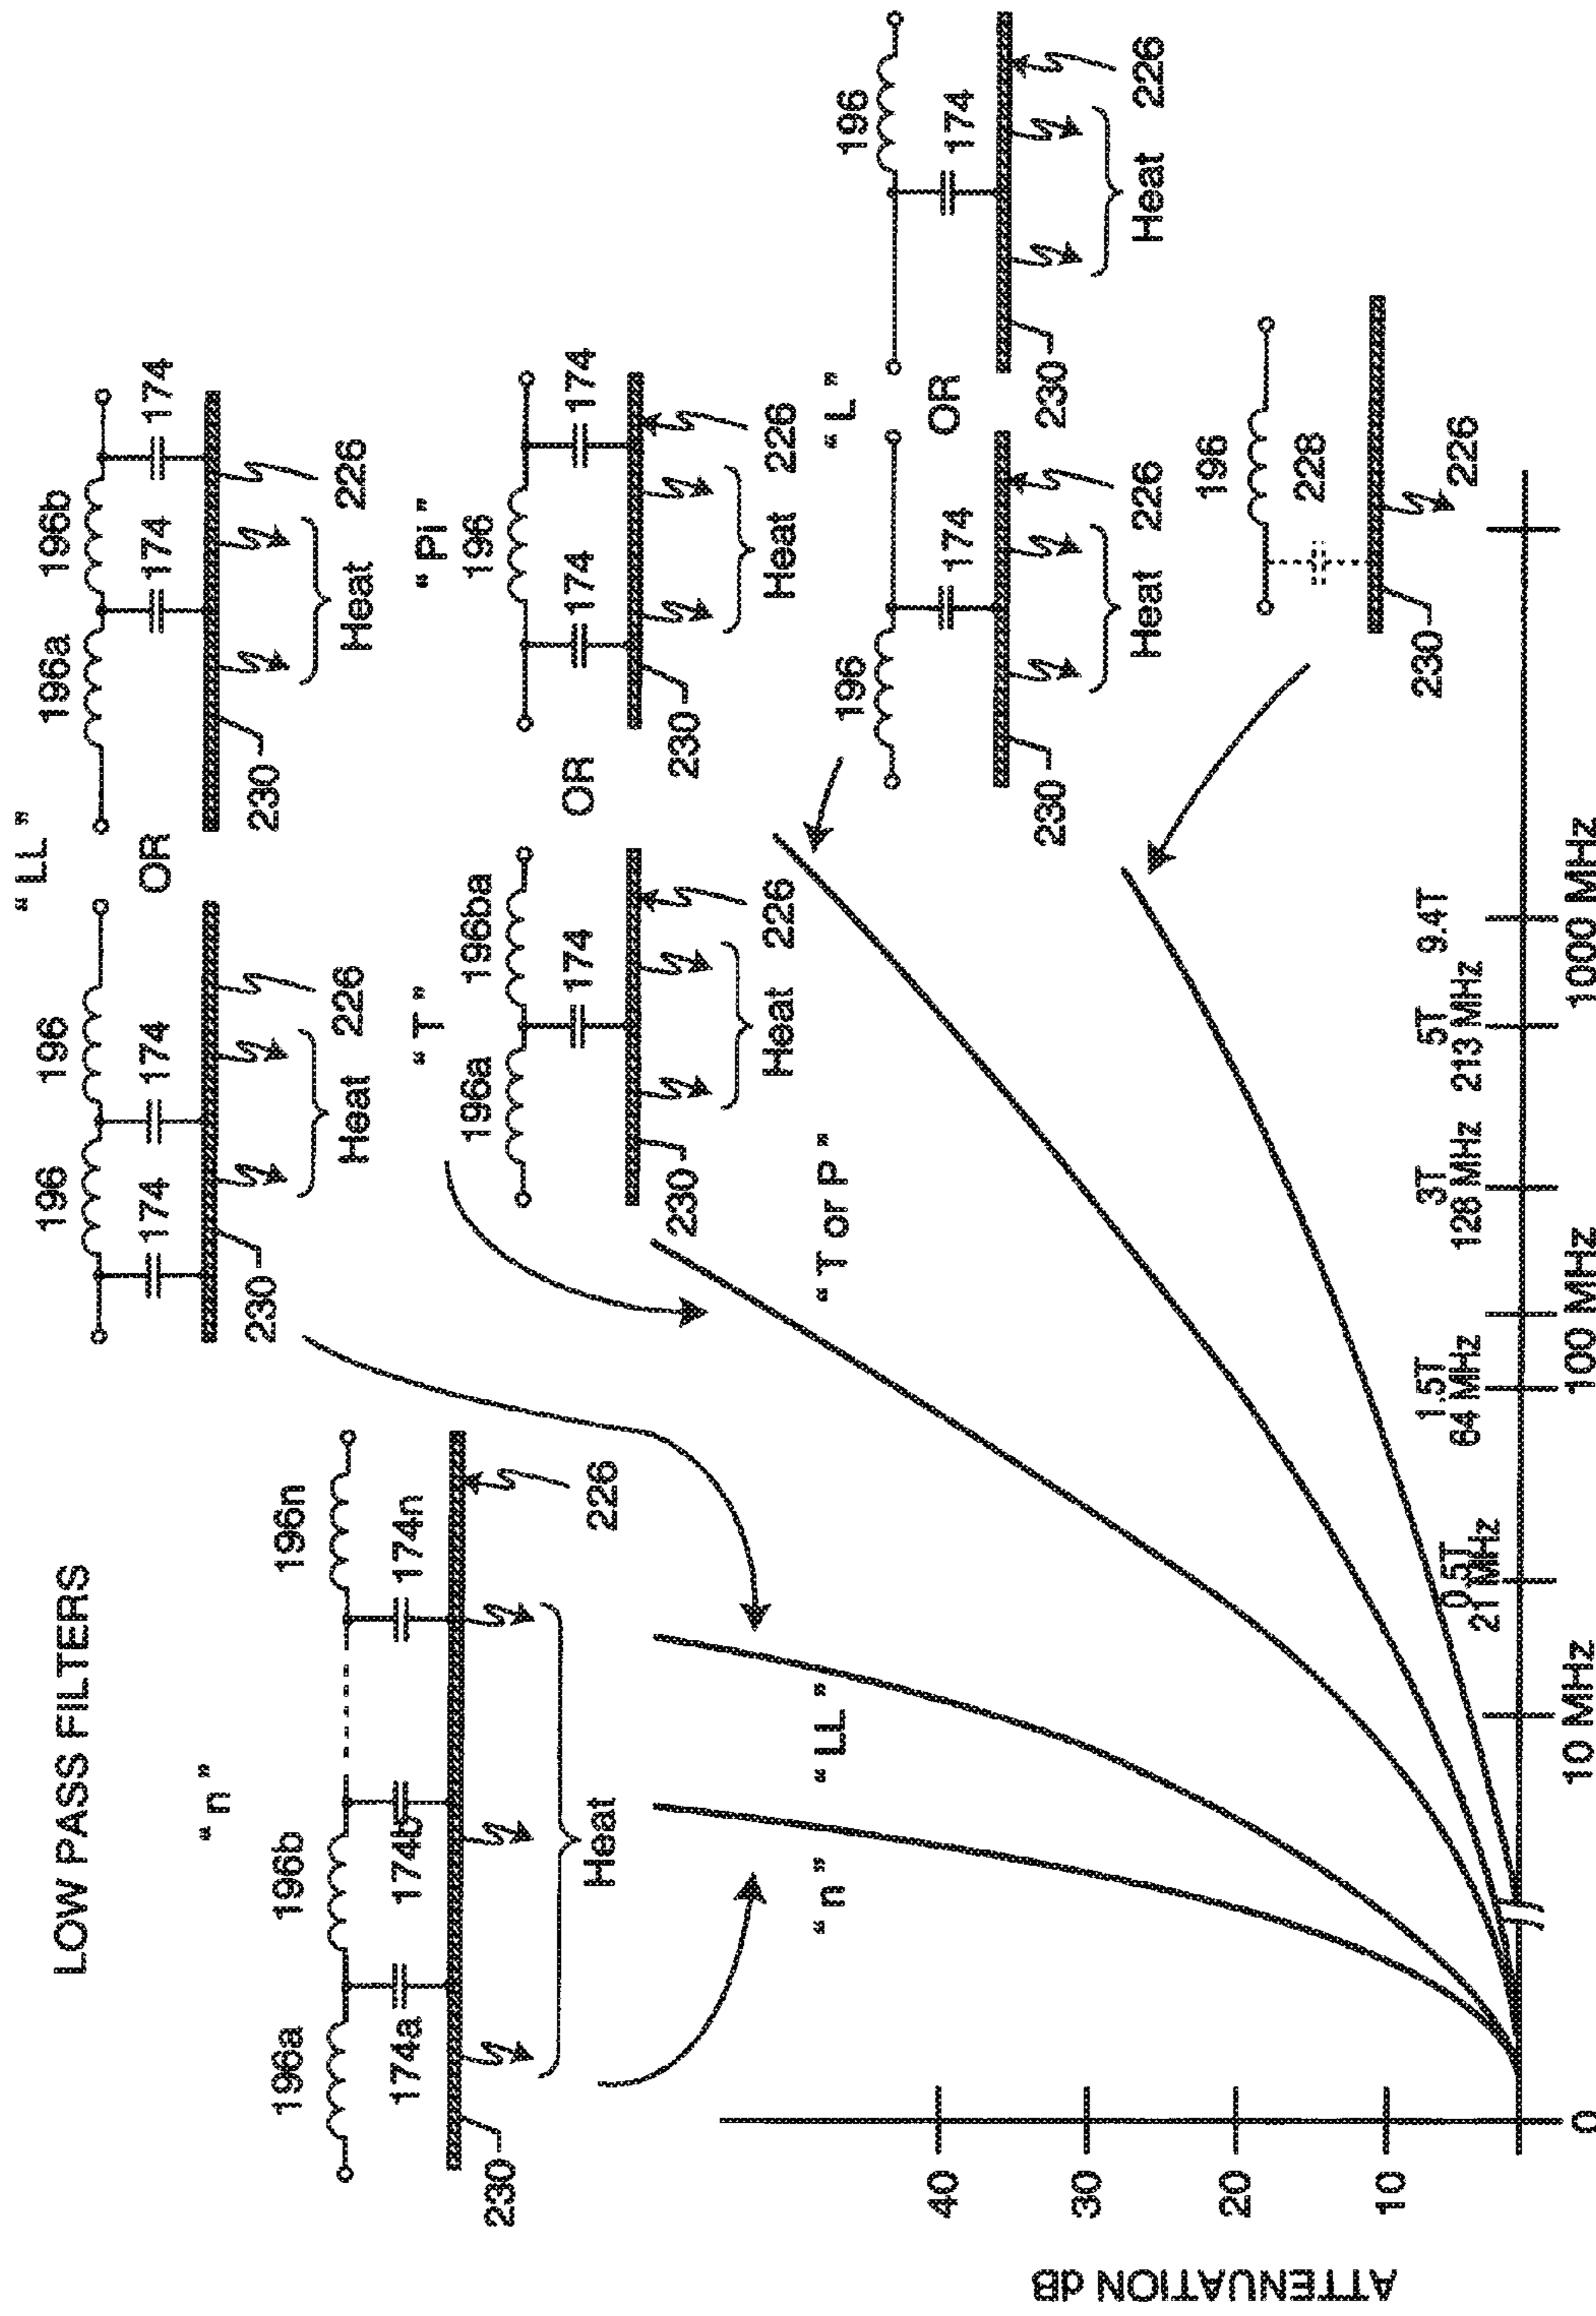 LOW PASS FILTERS
“ n ”
196a 196b 196n
174a 174b 174n
230 226
Heat
“ LL ”
196 196
174 174
230 226
Heat
OR
196a 196b
174 174
230 226
Heat
“ T ”
196a 196ba
174
230 226
Heat
OR
“ Pi ”
196
174 174
230 226
Heat
“ L ”
196
174
230 226
Heat
OR
196
174
230 226
Heat
196
228
230 226
“ n ”
“ LL ”
“ T or P ”
ATTENUATION dB
40
30
20
10
0.5T 1.5T 3T 5T 9.4T
21 MHz 64 MHz 128 MHz 213 MHz
0 10 MHz 100 MHz 1000 MHz